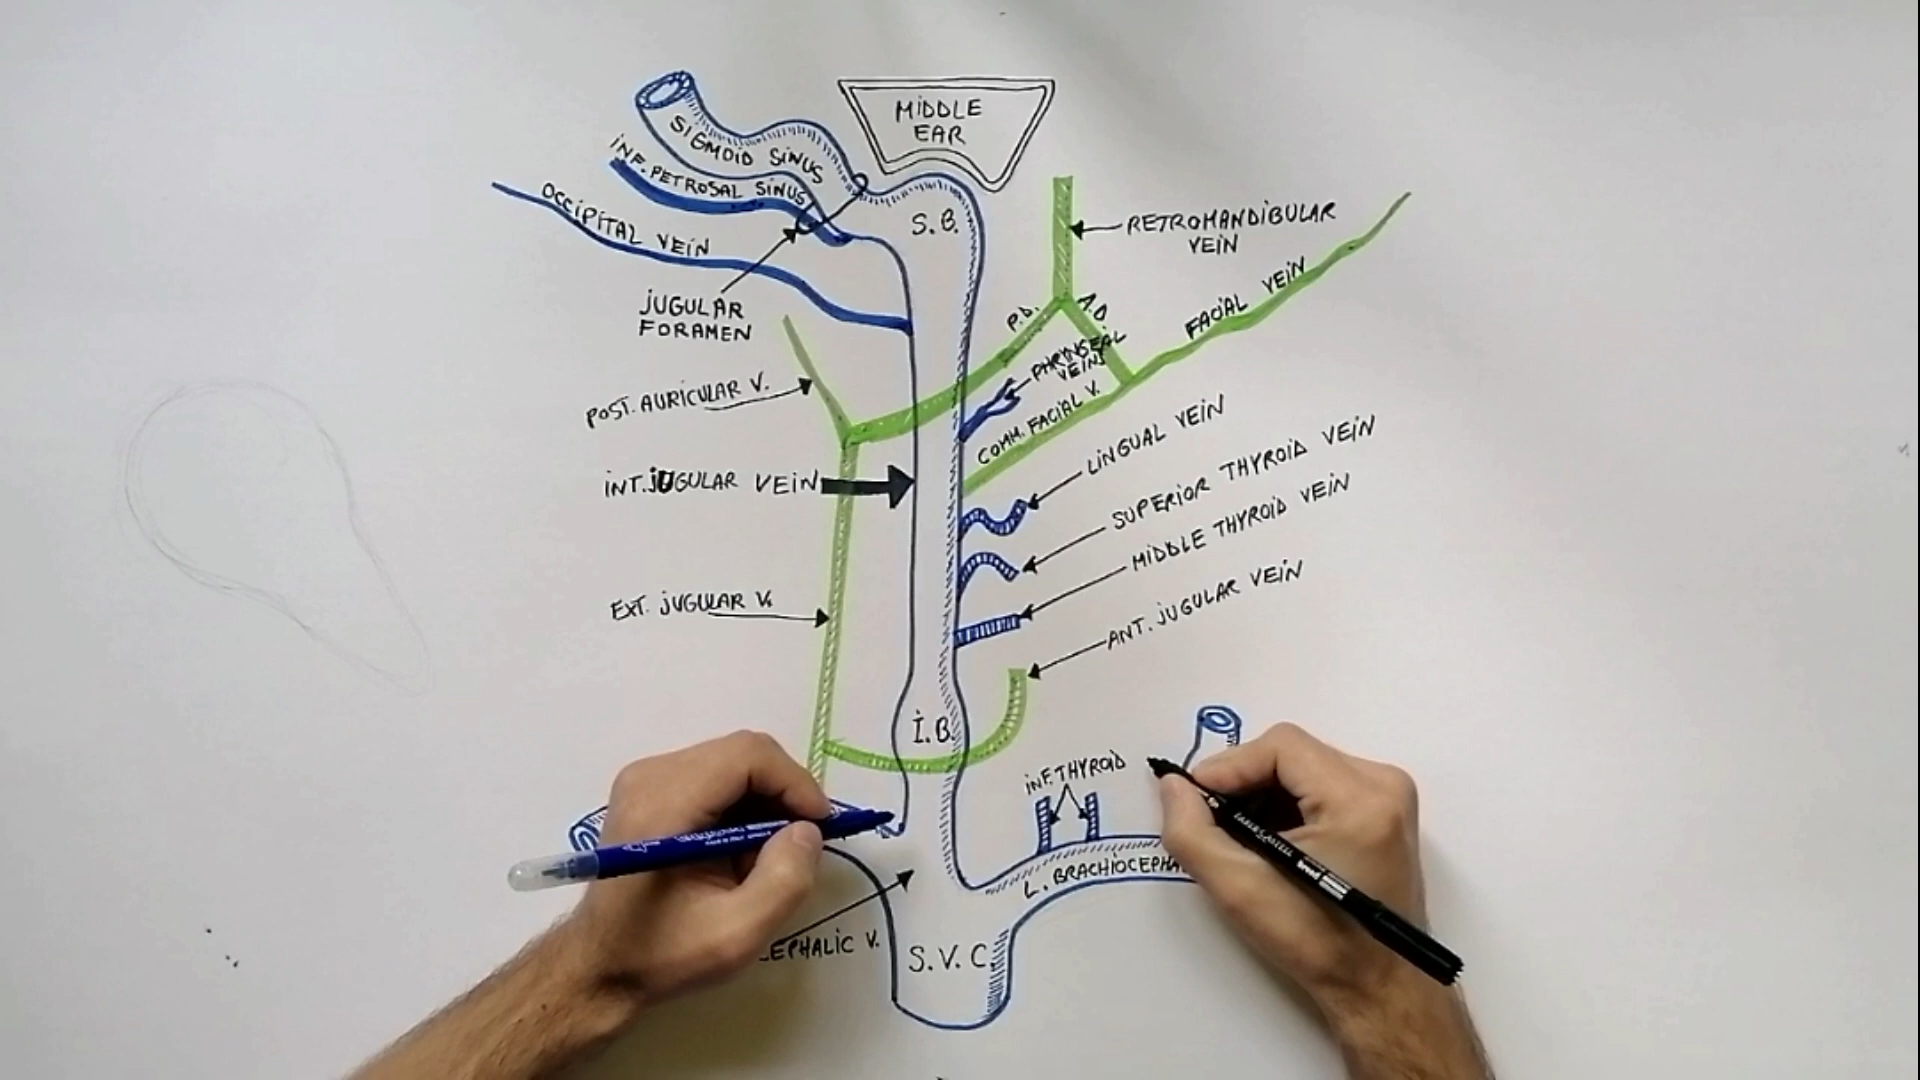 MIDDLE
EAR
SIGMOID SINUS
INF. PETROSAL SINUS
OCCIPITAL VEIN
S.B.
RETROMANDIBULAR
VEIN
JUGULAR
FORAMEN
P.D.
A.D
FACIAL VEIN
VEINS
POST. AURICULAR V.
COMM. FACIAL V.
LINGUAL VEIN
INT. JUGULAR VEIN
SUPERIOR THYROID VEIN
MIDDLE THYROID VEIN
EXT. JUGULAR V.
ANT. JUGULAR VEIN
I.B.
INF. THYROID
L. BRACHIOCEPHA
CEPHALIC V.
S.V.C.